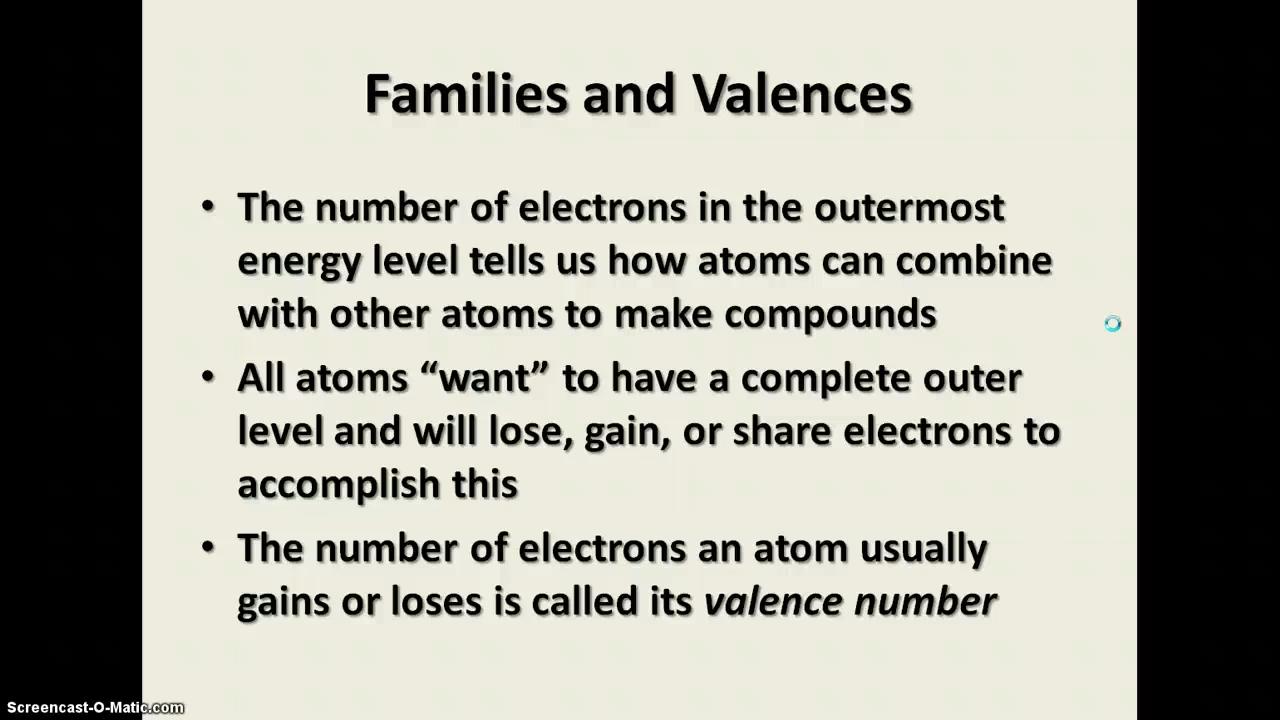 Families and Valences
• The number of electrons in the outermost
energy level tells us how atoms can combine
with other atoms to make compounds
• All atoms “want” to have a complete outer
level and will lose, gain, or share electrons to
accomplish this
• The number of electrons an atom usually
gains or loses is called its valence number
Screencast-O-Matic.com